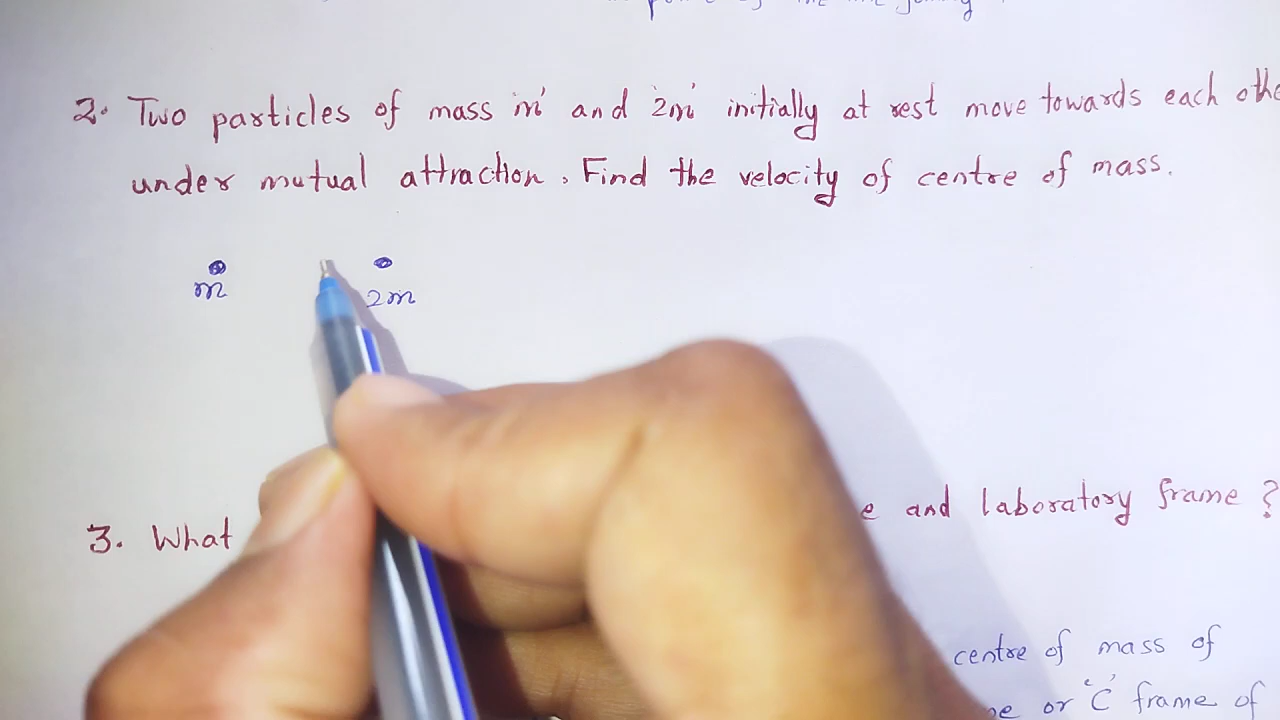 2. Two particles of mass 'm' and '2m' initially at rest move towards each othe
under mutual attraction. Find the velocity of centre of mass.
m 2m
3. What e and laboratory frame ?
centre of mass of
ne or 'C' frame of